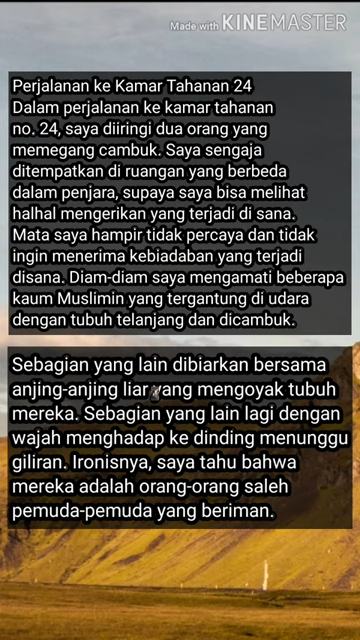 Made with KINEMASTER
Perjalanan ke Kamar Tahanan 24
Dalam perjalanan ke kamar tahanan
no. 24, saya diiringi dua orang yang
memegang cambuk. Saya sengaja
ditempatkan di ruangan yang berbeda
dalam penjara, supaya saya bisa melihat
halhal mengerikan yang terjadi di sana.
Mata saya hampir tidak percaya dan tidak
ingin menerima kebiadaban yang terjadi
disana. Diam-diam saya mengamati beberapa
kaum Muslimin yang tergantung di udara
dengan tubuh telanjang dan dicambuk.
Sebagian yang lain dibiarkan bersama
anjing-anjing liar yang mengoyak tubuh
mereka. Sebagian yang lain lagi dengan
wajah menghadap ke dinding menunggu
giliran. Ironisnya, saya tahu bahwa
mereka adalah orang-orang saleh
pemuda-pemuda yang beriman.